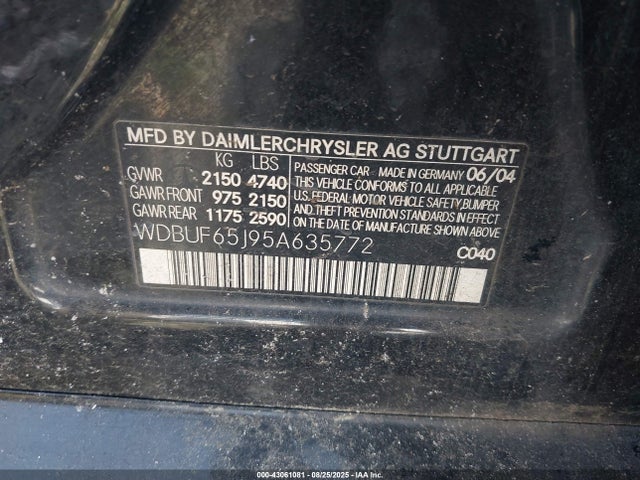 MFD BY DAIMLERCHRYSLER AG STUTTGART
KG LBS
GVWR 2150 4740
GAWR FRONT 975 2150
GAWR REAR 1175 2590
PASSENGER CAR MADE IN GERMANY 06/04
THIS VEHICLE CONFORMS TO ALL APPLICABLE
U.S. FEDERAL MOTOR VEHICLE SAFETY, BUMPER
AND THEFT PREVENTION STANDARDS IN EFFECT
ON THE DATE OF MANUFACTURE SHOWN ABOVE
WDBUF65J95A635772
C040
000-43061081 - 08/25/2025 - IAA, Inc.